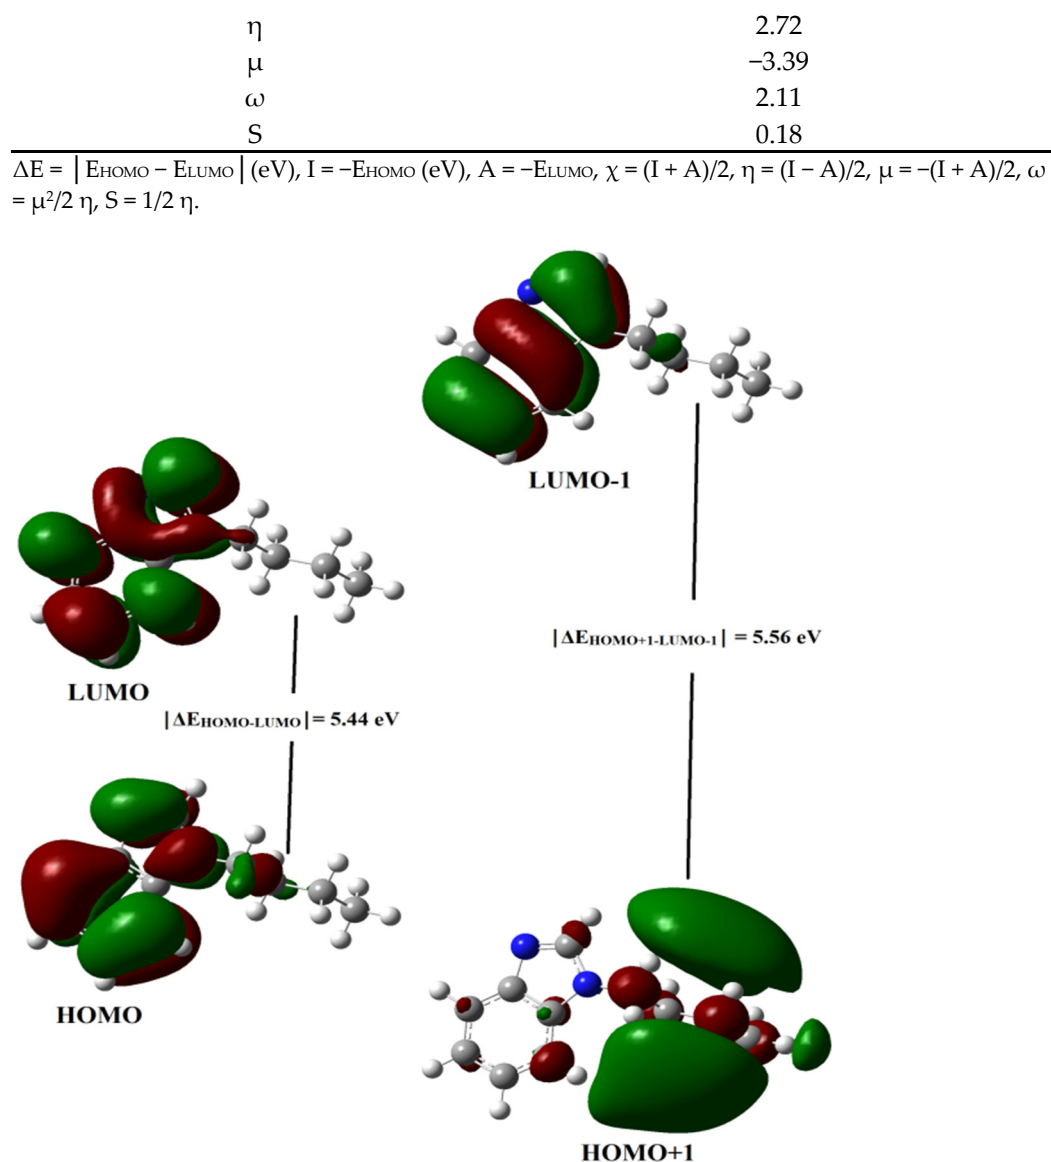 η 2.72
μ −3.39
ω 2.11
S 0.18
ΔE = |EHOMO − ELUMO| (eV), I = −EHOMO (eV), A = −ELUMO, χ = (I + A)/2, η = (I − A)/2, μ = −(I + A)/2, ω
= μ²/2 η, S = 1/2 η.
LUMO-1
|ΔEHOMO+1-LUMO-1| = 5.56 eV
LUMO
|ΔEHOMO-LUMO|= 5.44 eV
HOMO
HOMO+1